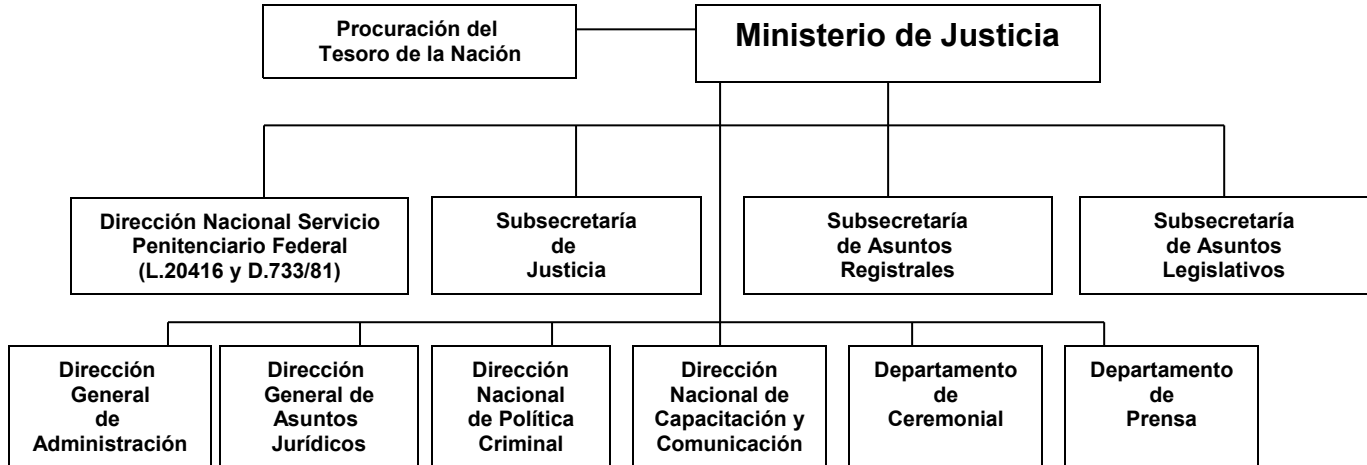 Procuración del
Tesoro de la Nación
Ministerio de Justicia
Dirección Nacional Servicio
Penitenciario Federal
(L.20416 y D.733/81)
Subsecretaría
de
Justicia
Subsecretaría
de Asuntos
Registrales
Subsecretaría
de Asuntos
Legislativos
Dirección
General
de
Administración
Dirección
General de
Asuntos
Jurídicos
Dirección
Nacional
de Política
Criminal
Dirección
Nacional de
Capacitación y
Comunicación
Departamento
de
Ceremonial
Departamento
de
Prensa